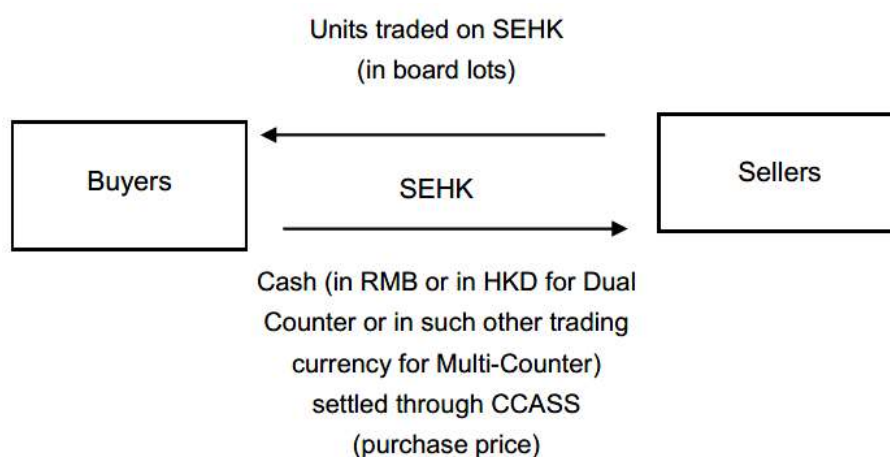 Units traded on SEHK
(in board lots)
Buyers
SEHK
Sellers
Cash (in RMB or in HKD for Dual
Counter or in such other trading
currency for Multi-Counter)
settled through CCASS
(purchase price)